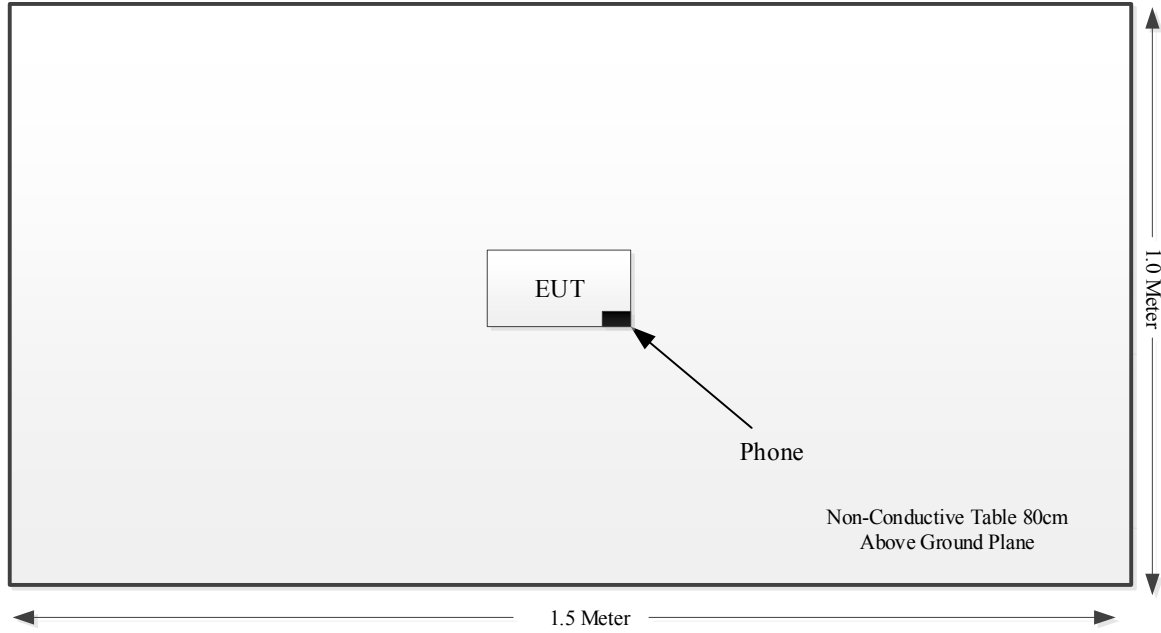 EUT
Phone
Non-Conductive Table 80cm
Above Ground Plane
1.0 Meter
1.5 Meter